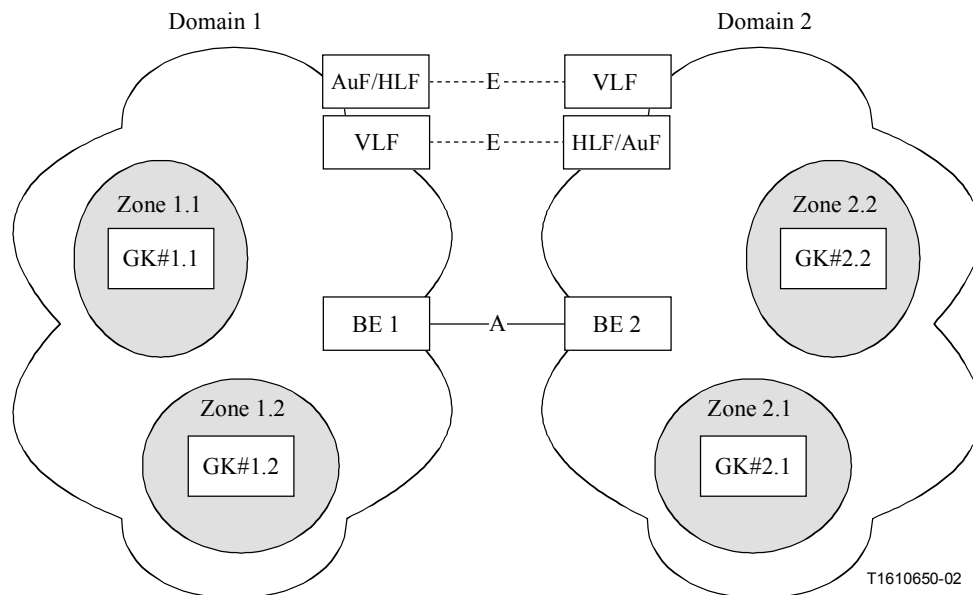 Domain 1
Domain 2
AuF/HLF
E
VLF
VLF
E
HLF/AuF
Zone 1.1
GK#1.1
Zone 2.2
GK#2.2
BE 1
A
BE 2
Zone 1.2
GK#1.2
Zone 2.1
GK#2.1
T1610650-02